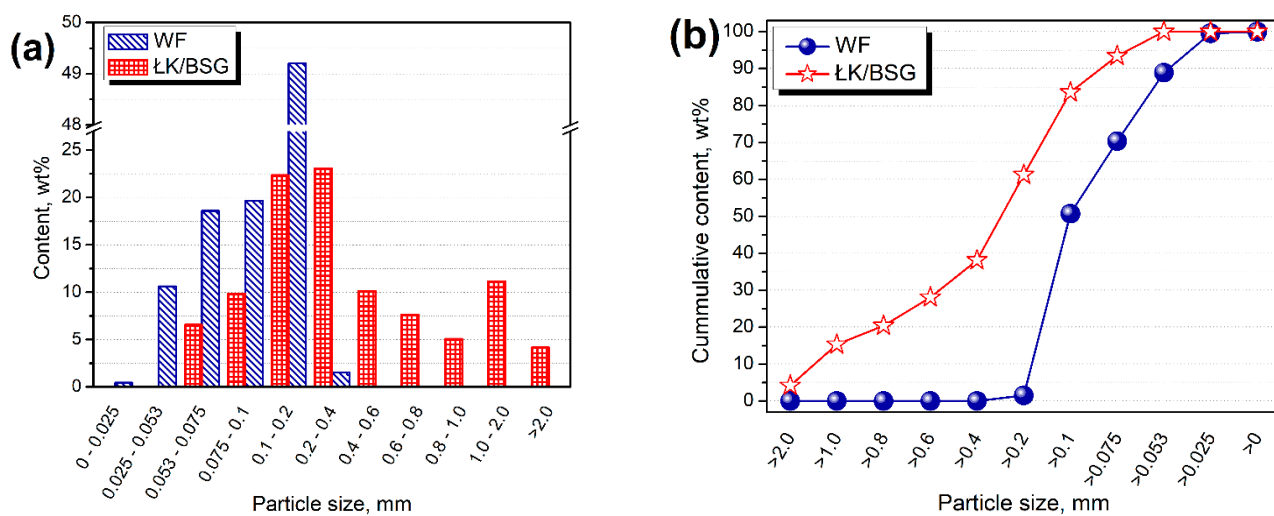 (a)
WF
ŁK/BSG
Content, wt%
50
49
48
25
20
15
10
5
0
0 - 0.025
0.025 - 0.053
0.053 - 0.075
0.075 - 0.1
0.1 - 0.2
0.2 - 0.4
0.4 - 0.6
0.6 - 0.8
0.8 - 1.0
1.0 - 2.0
>2.0
Particle size, mm
(b)
WF
ŁK/BSG
Cummulative content, wt%
100
90
80
70
60
50
40
30
20
10
0
>2.0
>1.0
>0.8
>0.6
>0.4
>0.2
>0.1
>0.075
>0.053
>0.025
>0
Particle size, mm